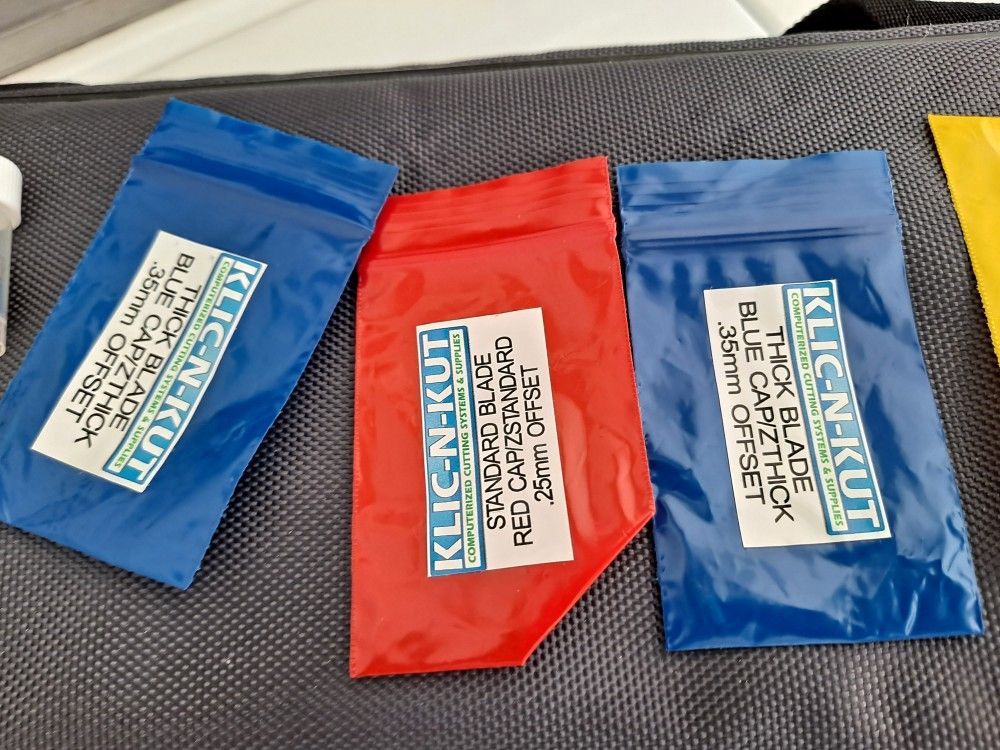 KLIC-N-KUT
COMPUTERIZED CUTTING SYSTEMS & SUPPLIES
THICK BLADE
BLUE CAP/ZTHICK
.35mm OFFSET
KLIC-N-KUT
COMPUTERIZED CUTTING SYSTEMS & SUPPLIES
STANDARD BLADE
RED CAP/ZSTANDARD
.25mm OFFSET
KLIC-N-KUT
COMPUTERIZED CUTTING SYSTEMS & SUPPLIES
THICK BLADE
BLUE CAP/ZTHICK
.35mm OFFSET